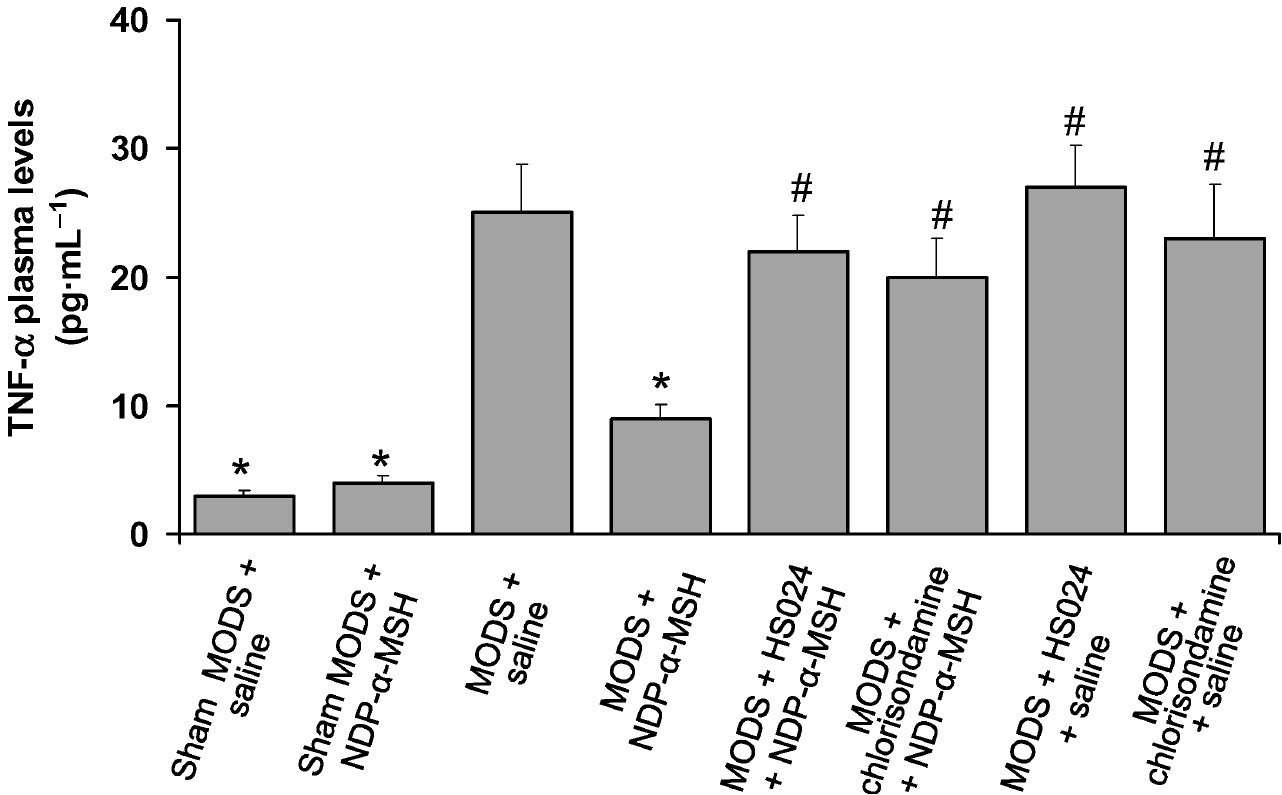 TNF-α plasma levels
(pg·mL⁻¹)
40
30
20
10
0
*
*
*
#
#
#
#
Sham MODS +
saline
Sham MODS +
NDP-α-MSH
MODS +
saline
MODS +
NDP-α-MSH
MODS + HS024
+ NDP-α-MSH
MODS +
chlorisondamine
+ NDP-α-MSH
MODS + HS024
+ saline
MODS +
chlorisondamine
+ saline